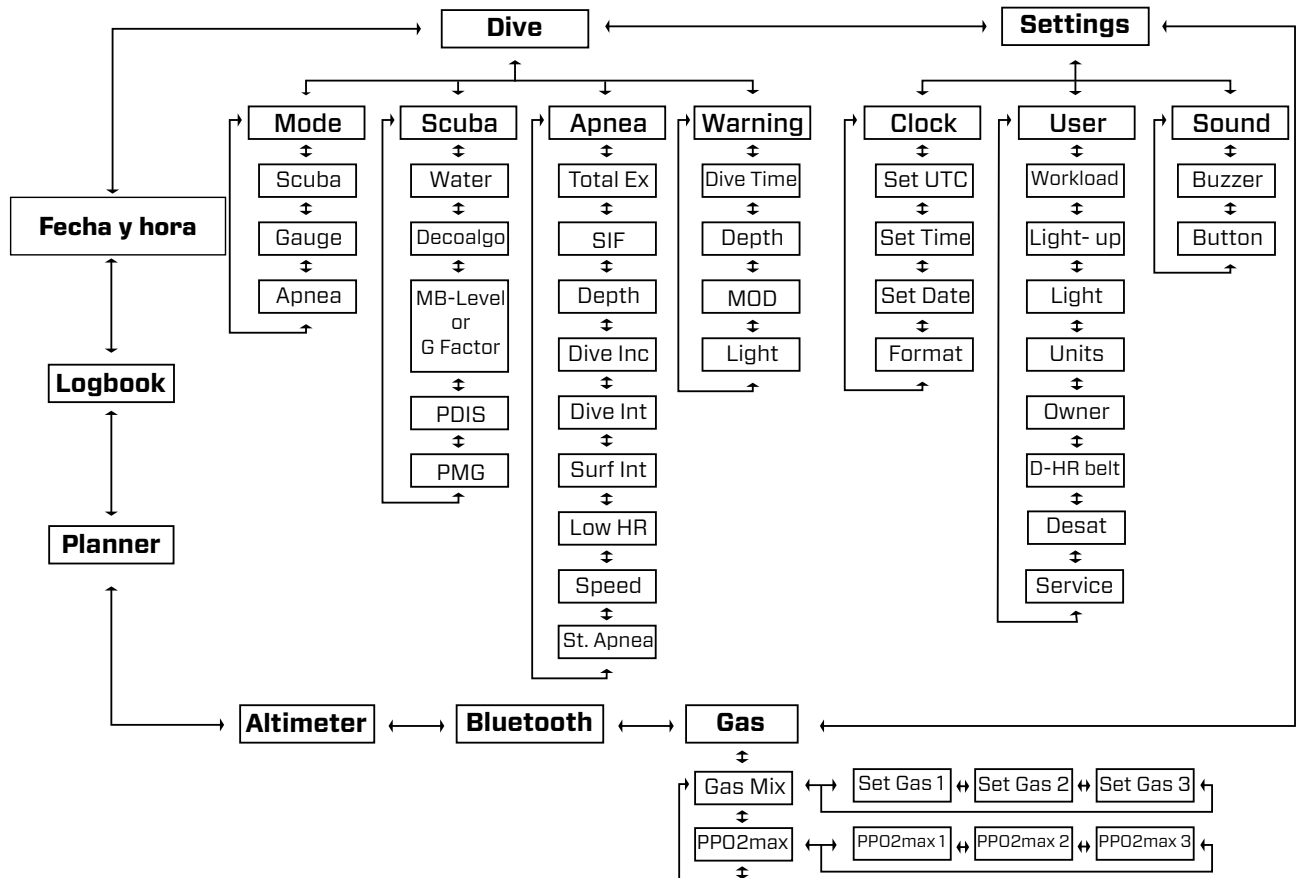 Dive
Settings
Mode
Scuba
Gauge
Apnea
Scuba
Water
Decoalgo
MB-Level
or
G Factor
PDIS
PMG
Apnea
Total Ex
SIF
Depth
Dive Inc
Dive Int
Surf Int
Low HR
Speed
St. Apnea
Warning
Dive Time
Depth
MOD
Light
Clock
Set UTC
Set Time
Set Date
Format
User
Workload
Light- up
Light
Units
Owner
D-HR belt
Desat
Service
Sound
Buzzer
Button
Fecha y hora
Logbook
Planner
Altimeter
Bluetooth
Gas
Gas Mix
Set Gas 1
Set Gas 2
Set Gas 3
PPO2max
PPO2max 1
PPO2max 2
PPO2max 3